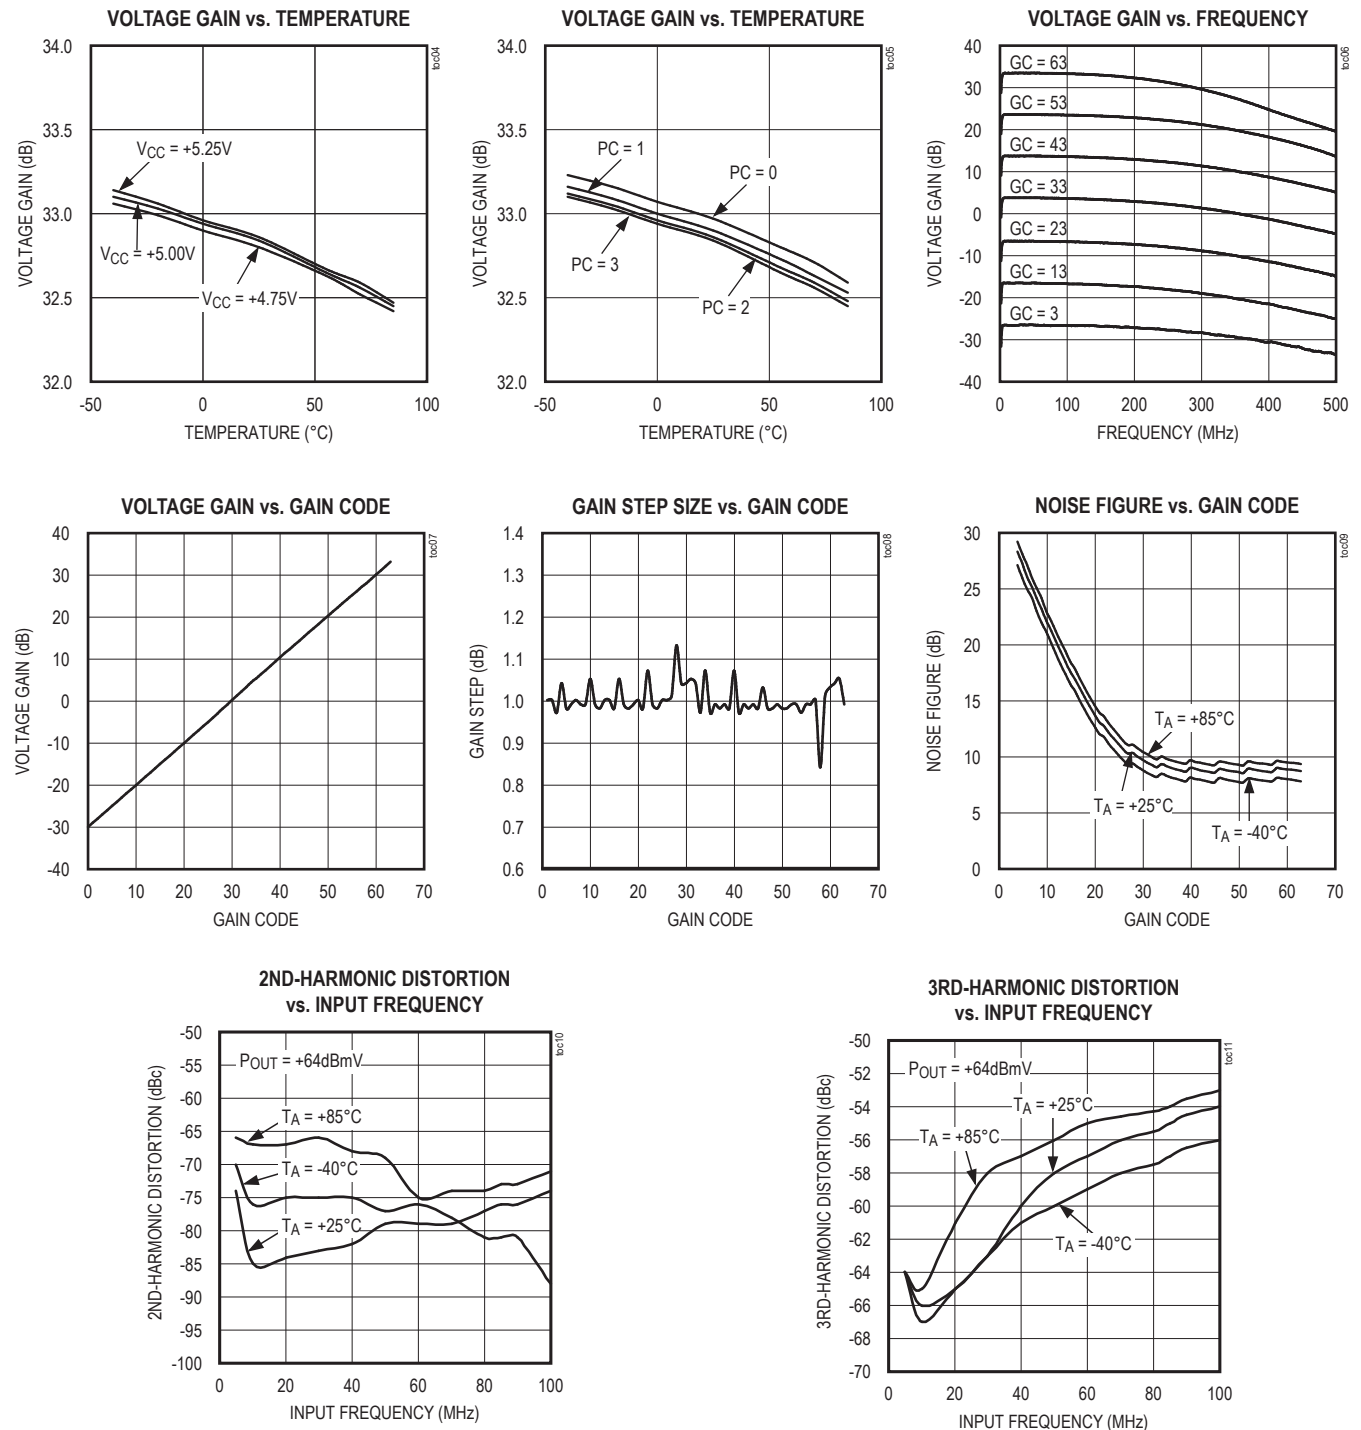 VOLTAGE GAIN vs. TEMPERATURE
toc04
VOLTAGE GAIN (dB)
34.0
33.5
33.0
32.5
32.0
VCC = +5.25V
VCC = +5.00V
VCC = +4.75V
-50 0 50 100
TEMPERATURE (°C)
VOLTAGE GAIN vs. TEMPERATURE
toc05
VOLTAGE GAIN (dB)
34.0
33.5
33.0
32.5
32.0
PC = 1
PC = 0
PC = 3
PC = 2
-50 0 50 100
TEMPERATURE (°C)
VOLTAGE GAIN vs. FREQUENCY
toc06
VOLTAGE GAIN (dB)
40
30
20
10
0
-10
-20
-30
-40
GC = 63
GC = 53
GC = 43
GC = 33
GC = 23
GC = 13
GC = 3
0 100 200 300 400 500
FREQUENCY (MHz)
VOLTAGE GAIN vs. GAIN CODE
toc07
VOLTAGE GAIN (dB)
40
30
20
10
0
-10
-20
-30
-40
0 10 20 30 40 50 60 70
GAIN CODE
GAIN STEP SIZE vs. GAIN CODE
toc08
GAIN STEP (dB)
1.4
1.3
1.2
1.1
1.0
0.9
0.8
0.7
0.6
0 10 20 30 40 50 60 70
GAIN CODE
NOISE FIGURE vs. GAIN CODE
toc09
NOISE FIGURE (dB)
30
25
20
15
10
5
0
TA = +85°C
TA = +25°C
TA = -40°C
0 10 20 30 40 50 60 70
GAIN CODE
2ND-HARMONIC DISTORTION
vs. INPUT FREQUENCY
toc10
2ND-HARMONIC DISTORTION (dBc)
-50
-55
-60
-65
-70
-75
-80
-85
-90
-95
-100
POUT = +64dBmV
TA = +85°C
TA = -40°C
TA = +25°C
0 20 40 60 80 100
INPUT FREQUENCY (MHz)
3RD-HARMONIC DISTORTION
vs. INPUT FREQUENCY
toc11
3RD-HARMONIC DISTORTION (dBc)
-50
-52
-54
-56
-58
-60
-62
-64
-66
-68
-70
POUT = +64dBmV
TA = +25°C
TA = +85°C
TA = -40°C
0 20 40 60 80 100
INPUT FREQUENCY (MHz)